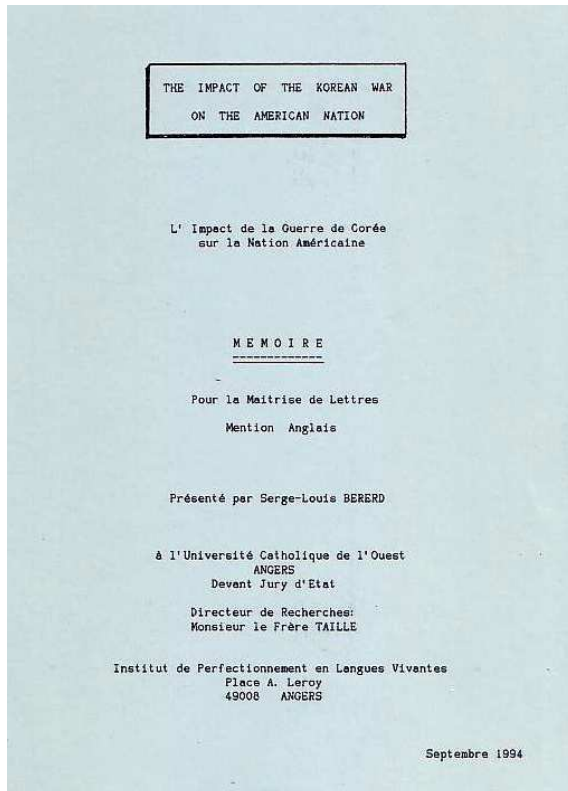 THE IMPACT OF THE KOREAN WAR
ON THE AMERICAN NATION
L' Impact de la Guerre de Corée
sur la Nation Américaine
M E M O I R E
Pour la Maitrise de Lettres
Mention Anglais
Présenté par Serge-Louis BERERD
à l'Université Catholique de l'Ouest
ANGERS
Devant Jury d'Etat
Directeur de Recherches:
Monsieur le Frère TAILLE
Institut de Perfectionnement en Langues Vivantes
Place A. Leroy
49008 ANGERS
Septembre 1994